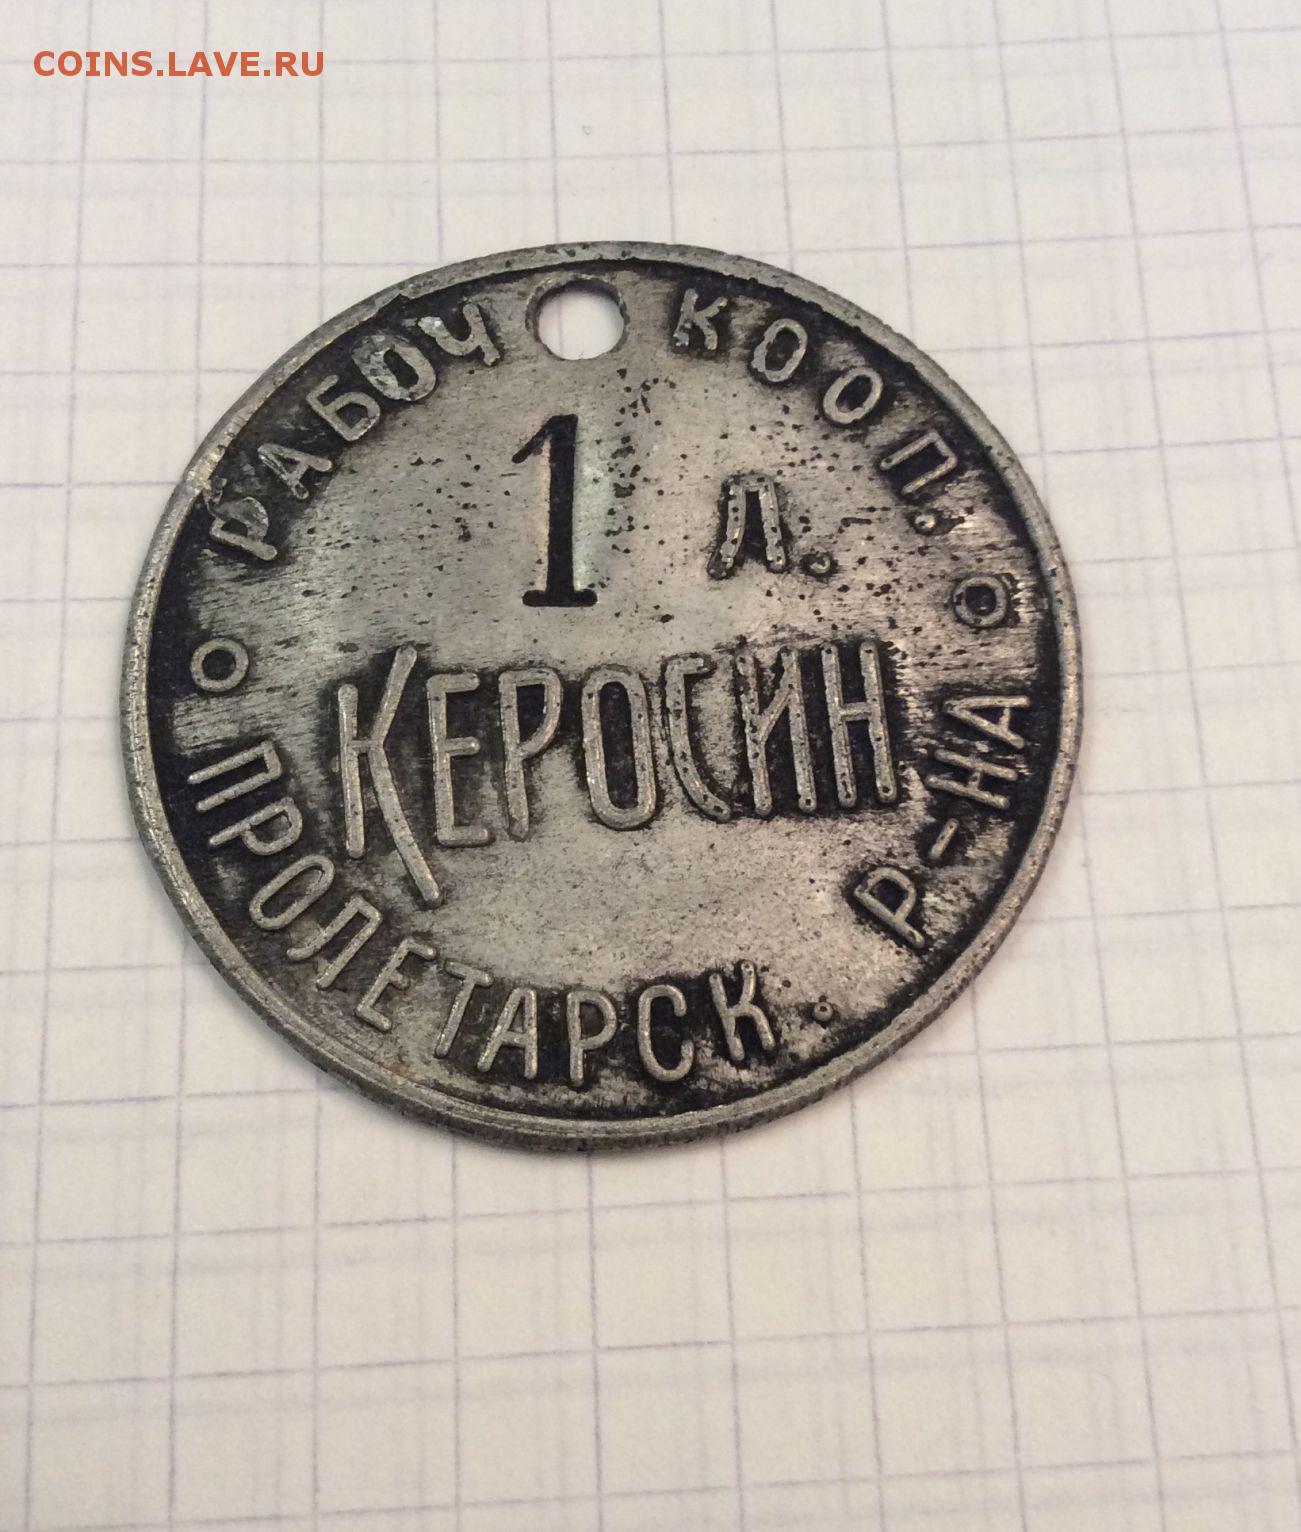 COINS.LAVE.RU
РАБОЧ КООП.
1 Л.
КЕРОСИН
ПРОЛЕТАРСК. Р-НА